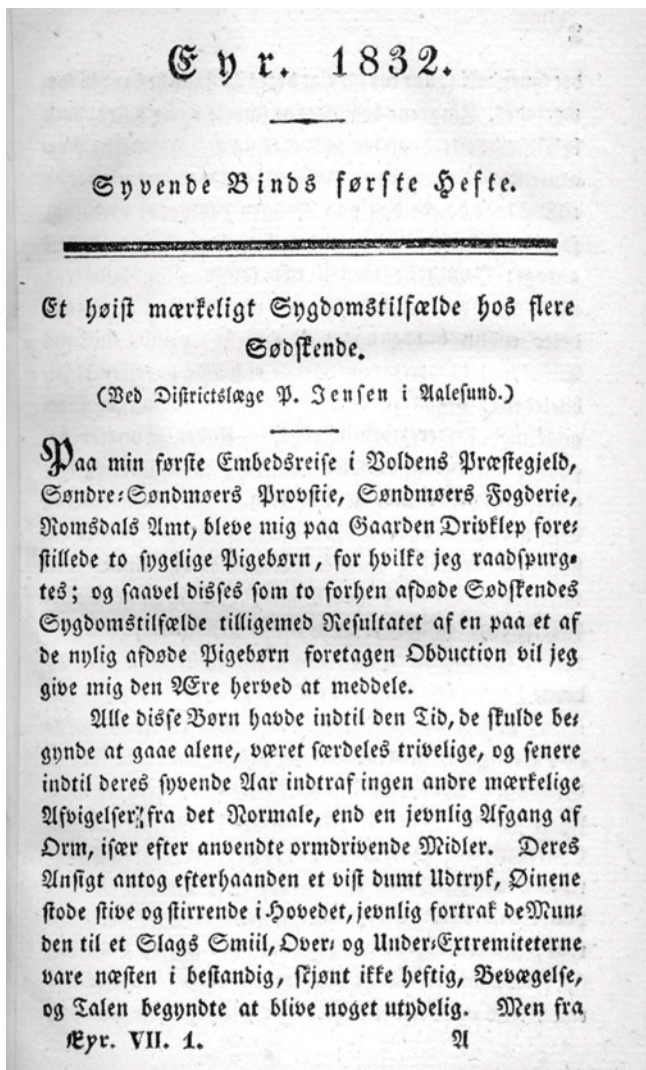 Eyr. 1832.
Syvende Binds første Hefte.
Et høist mærkeligt Sygdomstilfælde hos flere
Sødskende.
(Ved Districtslæge P. Jensen i Aalesund.)
Paa min første Embedsreise i Voldens Præstegjeld,
Søndre-Søndmøers Provstie, Søndmøers Fogderie,
Romsdals Amt, bleve mig paa Gaarden Drivklep fore-
stillede to sygelige Pigebørn, for hvilke jeg raadspurg-
tes; og saavel disses som to forhen afdøde Sødskendes
Sygdomstilfælde tilligemed Resultatet af en paa et af
de nylig afdøde Pigebørn foretagen Obduction vil jeg
give mig den Ære herved at meddele.
Alle disse Børn havde indtil den Tid, de skulde be-
gynde at gaae alene, været særdeles trivelige, og senere
indtil deres syvende Aar indtraf ingen andre mærkelige
Afvigelser fra det Normale, end en jevnlig Afgang af
Orm, især efter anvendte ormdrivende Midler. Deres
Ansigt antog efterhaanden et vist dumt Udtryk, Øinene
stode stive og stirrende i Hovedet, jevnlig fortrak de Mun-
den til et Slags Smiil, Over- og Under-Extremiteterne
vare næsten i bestandig, skjønt ikke heftig, Bevægelse,
og Talen begyndte at blive noget utydelig. Men fra
Eyr. VII. 1. A